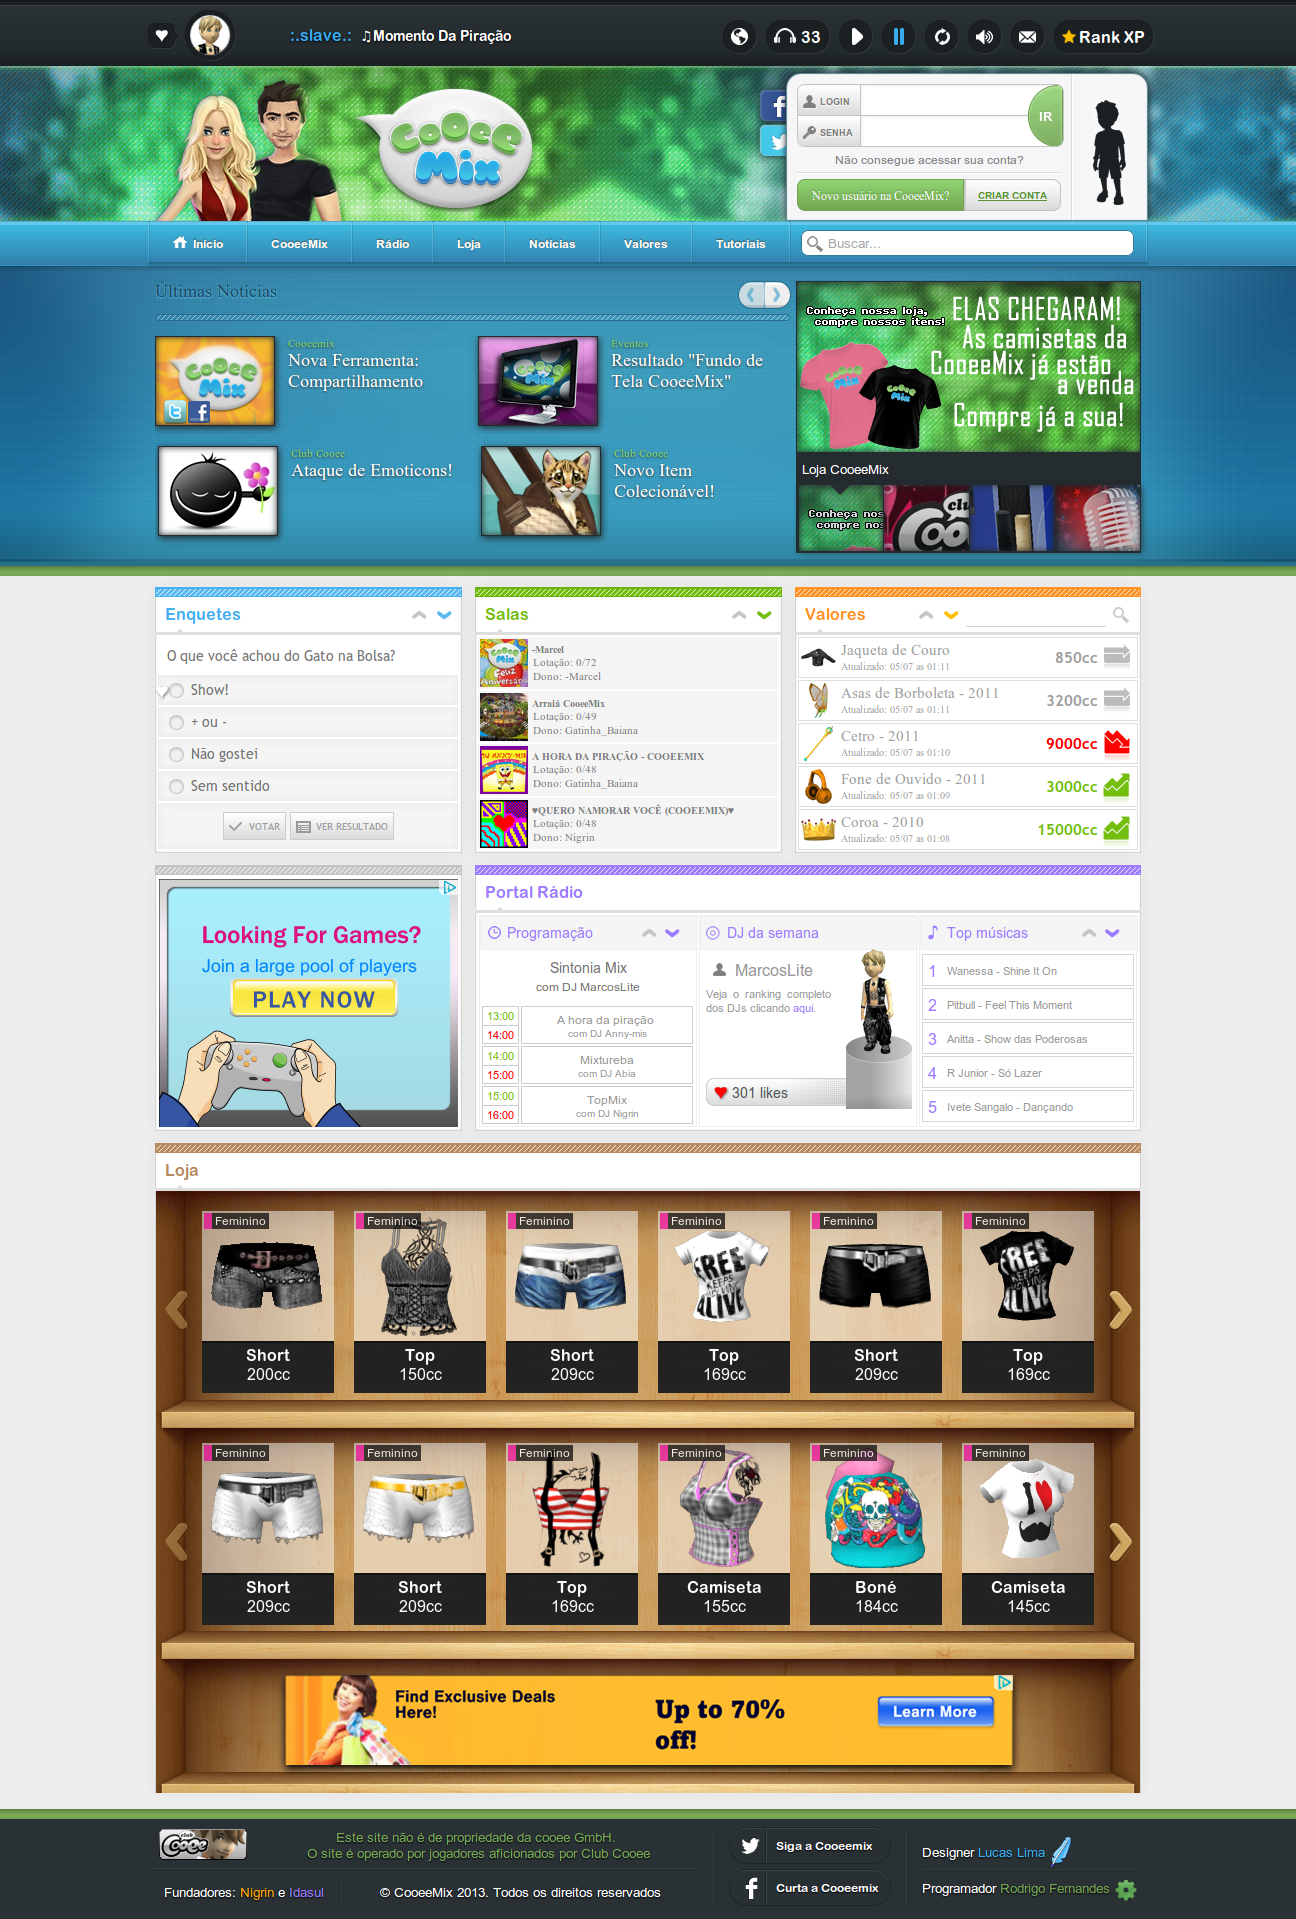 :.slave.: ♫Momento Da Piração
33
Rank XP
CoOee Mix
LOGIN
SENHA
IR
Não consegue acessar sua conta?
Novo usuário na CooeeMix?
CRIAR CONTA
Início
CooeeMix
Rádio
Loja
Notícias
Valores
Tutoriais
Buscar...
Últimas Notícias
Cooeemix
Nova Ferramenta:
Compartilhamento
Eventos
Resultado "Fundo de
Tela CooeeMix"
Club Cooee
Ataque de Emoticons!
Club Cooee
Novo Item
Colecionável!
Conheça nossa loja,
compre nossos itens!
ELAS CHEGARAM!
As camisetas da
CooeeMix já estão
a venda
Compre já a sua!
Loja CooeeMix
Conheça nos
compre no
Enquetes
O que você achou do Gato na Bolsa?
Show!
+ ou -
Não gostei
Sem sentido
VOTAR
VER RESULTADO
Salas
-Marcel
Lotação: 0/72
Dono: -Marcel
Arraiá CooeeMix
Lotação: 0/49
Dono: Gatinha_Baiana
A HORA DA PIRAÇÃO - COOEEMIX
Lotação: 0/48
Dono: Gatinha_Baiana
♥QUERO NAMORAR VOCÊ (COOEEMIX)♥
Lotação: 0/48
Dono: Nigrin
Valores
Jaqueta de Couro
Atualizado: 05/07 as 01:11
850cc
Asas de Borboleta - 2011
Atualizado: 05/07 as 01:11
3200cc
Cetro - 2011
Atualizado: 05/07 as 01:10
9000cc
Fone de Ouvido - 2011
Atualizado: 05/07 as 01:09
3000cc
Coroa - 2010
Atualizado: 05/07 as 01:08
15000cc
Looking For Games?
Join a large pool of players
PLAY NOW
Portal Rádio
Programação
Sintonia Mix
com DJ MarcosLite
13:00
14:00
A hora da piração
com DJ Anny-mis
14:00
15:00
Mixtureba
com DJ Abia
15:00
16:00
TopMix
com DJ Nigrin
DJ da semana
MarcosLite
Veja o ranking completo
dos DJs clicando aqui.
301 likes
Top músicas
1 Wanessa - Shine It On
2 Pitbull - Feel This Moment
3 Anitta - Show das Poderosas
4 R Junior - Só Lazer
5 Ivete Sangalo - Dançando
Loja
Feminino
Short
200cc
Feminino
Top
150cc
Feminino
Short
209cc
Feminino
FREE
KEEPS
ALIVE
Top
169cc
Feminino
Short
209cc
Feminino
FREE
KEEPS
ALIVE
Top
169cc
Feminino
Short
209cc
Feminino
Short
209cc
Feminino
Top
169cc
Feminino
Camiseta
155cc
Feminino
Boné
184cc
Feminino
Camiseta
145cc
Find Exclusive Deals
Here!
Up to 70%
off!
Learn More
club Cooee
Este site não é de propriedade da cooee GmbH.
O site é operado por jogadores aficionados por Club Cooee
Fundadores: Nigrin e Idasul
© CooeeMix 2013. Todos os direitos reservados
Siga a Cooeemix
Curta a Cooeemix
Designer Lucas Lima
Programador Rodrigo Fernandes